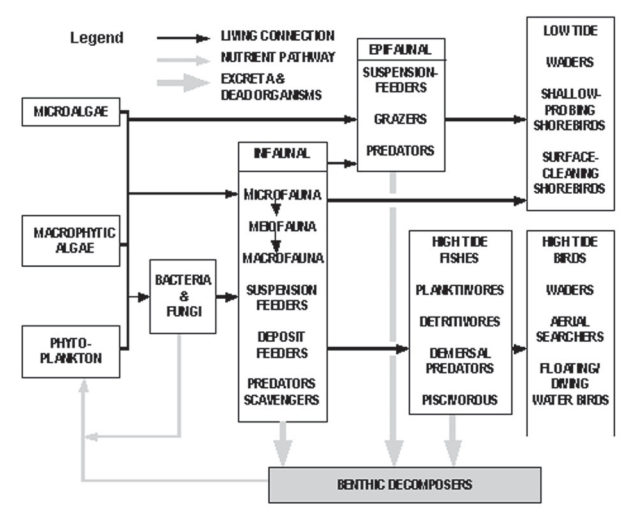 Legend
LIVING CONNECTION
NUTRIENT PATHWAY
EXCRETA &
DEAD ORGANISMS
MICROALGAE
MACROPHYTIC
ALGAE
PHYTO-
PLANKTON
BACTERIA
&
FUNGI
INFAUNAL
MICROFAUNA
MEIOFAUNA
MACROFAUNA
SUSPENSION
FEEDERS
DEPOSIT
FEEDERS
PREDATORS
SCAVENGERS
EPIFAUNAL
SUSPENSION-
FEEDERS
GRAZERS
PREDATORS
LOW TIDE
WADERS
SHALLOW-
PROBING
SHOREBIRDS
SURFACE-
CLEANING
SHOREBIRDS
HIGH TIDE
FISHES
PLANKTIVORES
DETRITIVORES
DEMERSAL
PREDATORS
PISCIVOROUS
HIGH TIDE
BIRDS
WADERS
AERIAL
SEARCHERS
FLOATING/
DIVING
WATER BIRDS
BENTHIC DECOMPOSERS